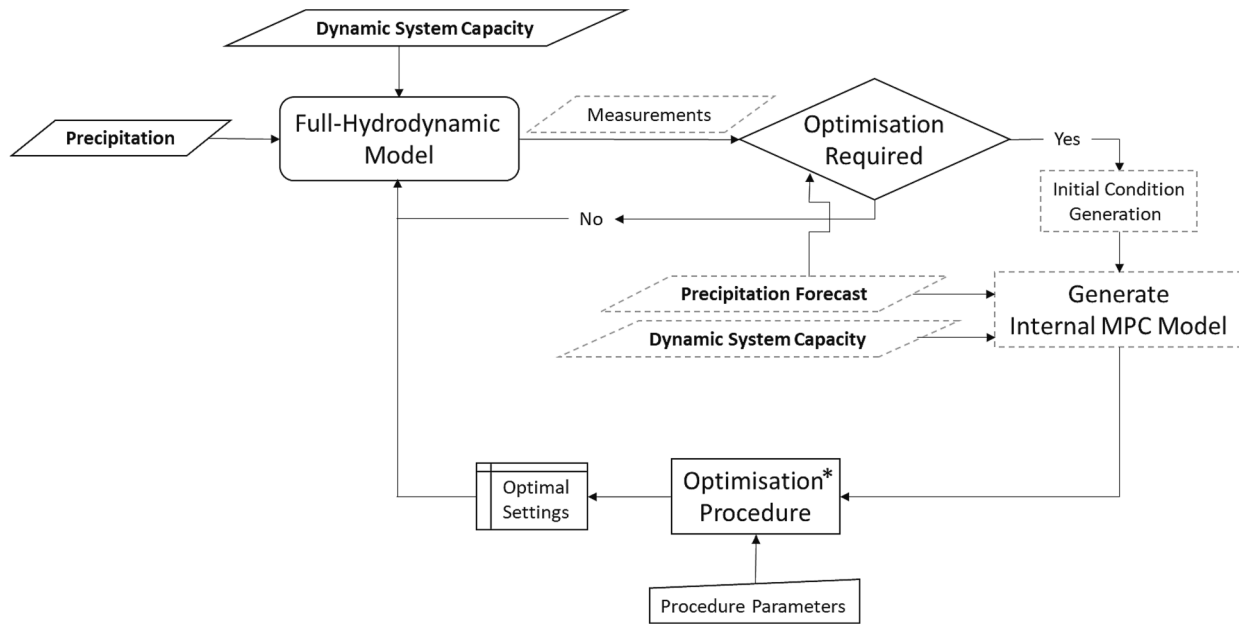 Dynamic System Capacity
Precipitation
Full-Hydrodynamic
Model
Measurements
Optimisation
Required
Yes
Initial Condition
Generation
No
Precipitation Forecast
Dynamic System Capacity
Generate
Internal MPC Model
Optimal
Settings
Optimisation*
Procedure
Procedure Parameters